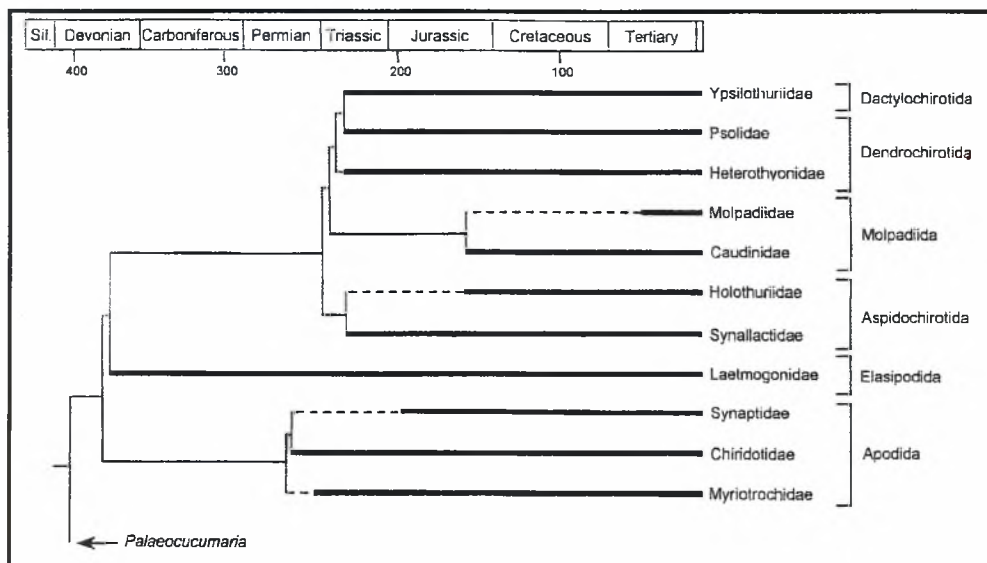 Sil. Devonian Carboniferous Permian Triassic Jurassic Cretaceous Tertiary
400 300 200 100
Ypsilothuriidae
Dactylochirotida
Psolidae
Dendrochirotida
Heterothyonidae
Molpadiidae
Molpadiida
Caudinidae
Holothuriidae
Aspidochirotida
Synallactidae
Laetmogonidae Elasipodida
Synaptidae
Chiridotidae Apodida
Myriotrochidae
Palaeocucumaria